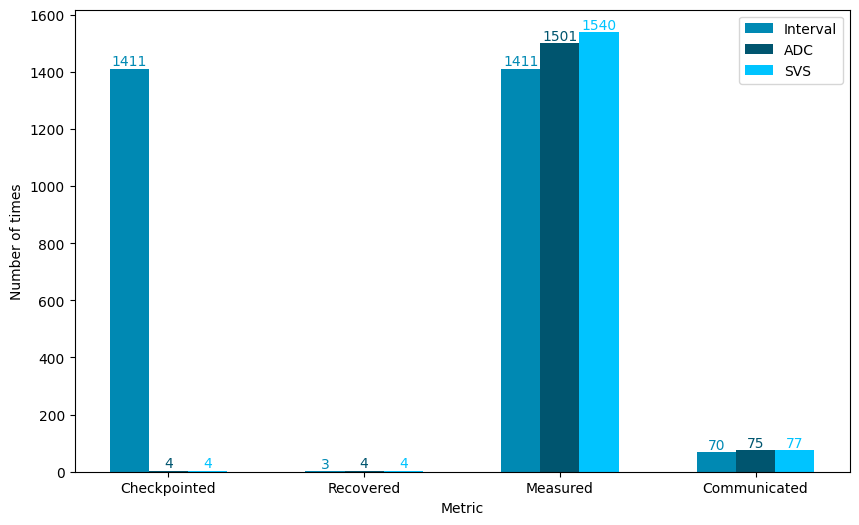 1600
1400
1200
1000
800
600
400
200
0
Number of times
1411
4
4
3
4
4
1411
1501
1540
70
75
77
Interval
ADC
SVS
Checkpointed
Recovered
Measured
Communicated
Metric